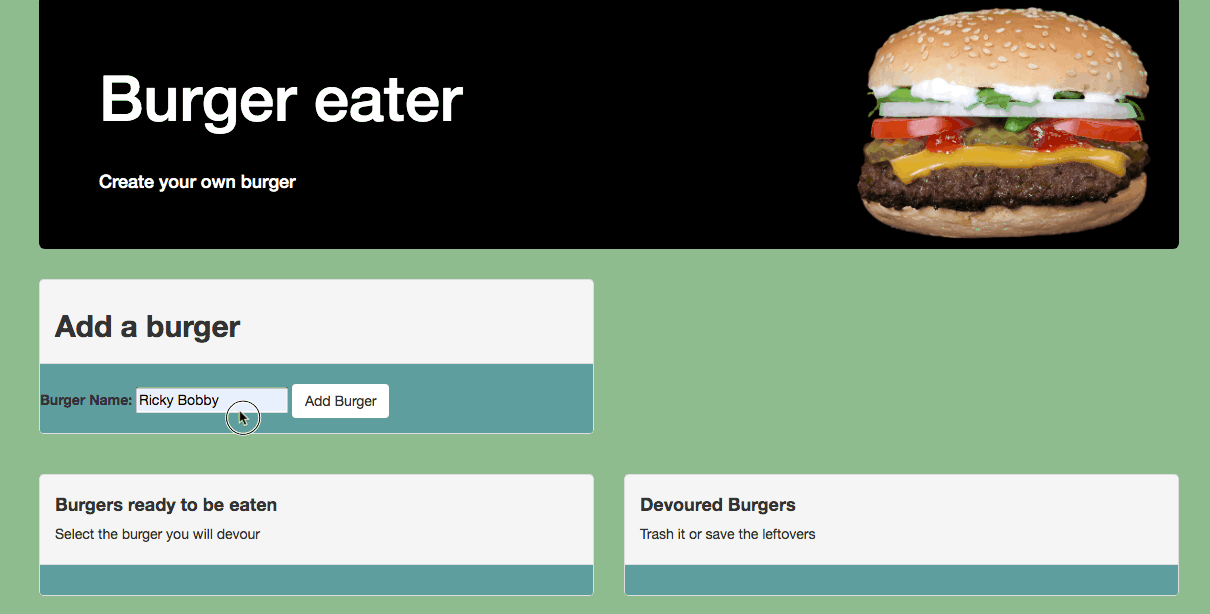 Burger eater
Create your own burger
Add a burger
Burger Name: Ricky Bobby Add Burger
Burgers ready to be eaten
Select the burger you will devour
Devoured Burgers
Trash it or save the leftovers